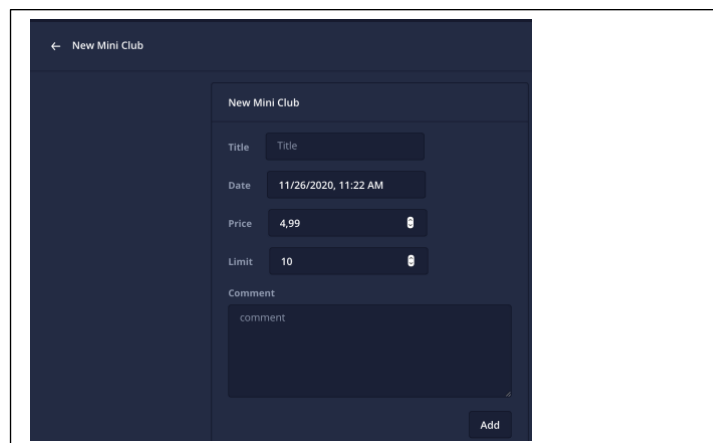 ← New Mini Club
New Mini Club
Title Title
Date 11/26/2020, 11:22 AM
Price 4,99
Limit 10
Comment
comment
Add